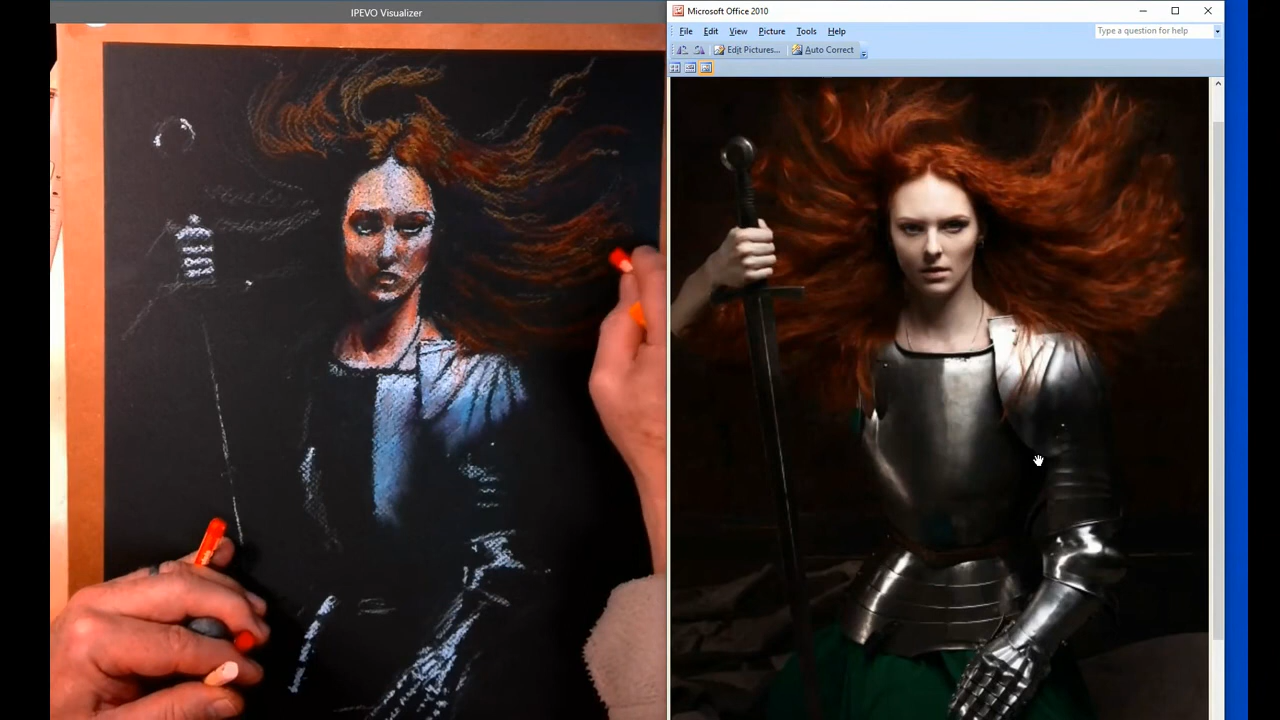 IPEVO Visualizer
Microsoft Office 2010
File Edit View Picture Tools Help
Type a question for help
Edit Pictures... Auto Correct